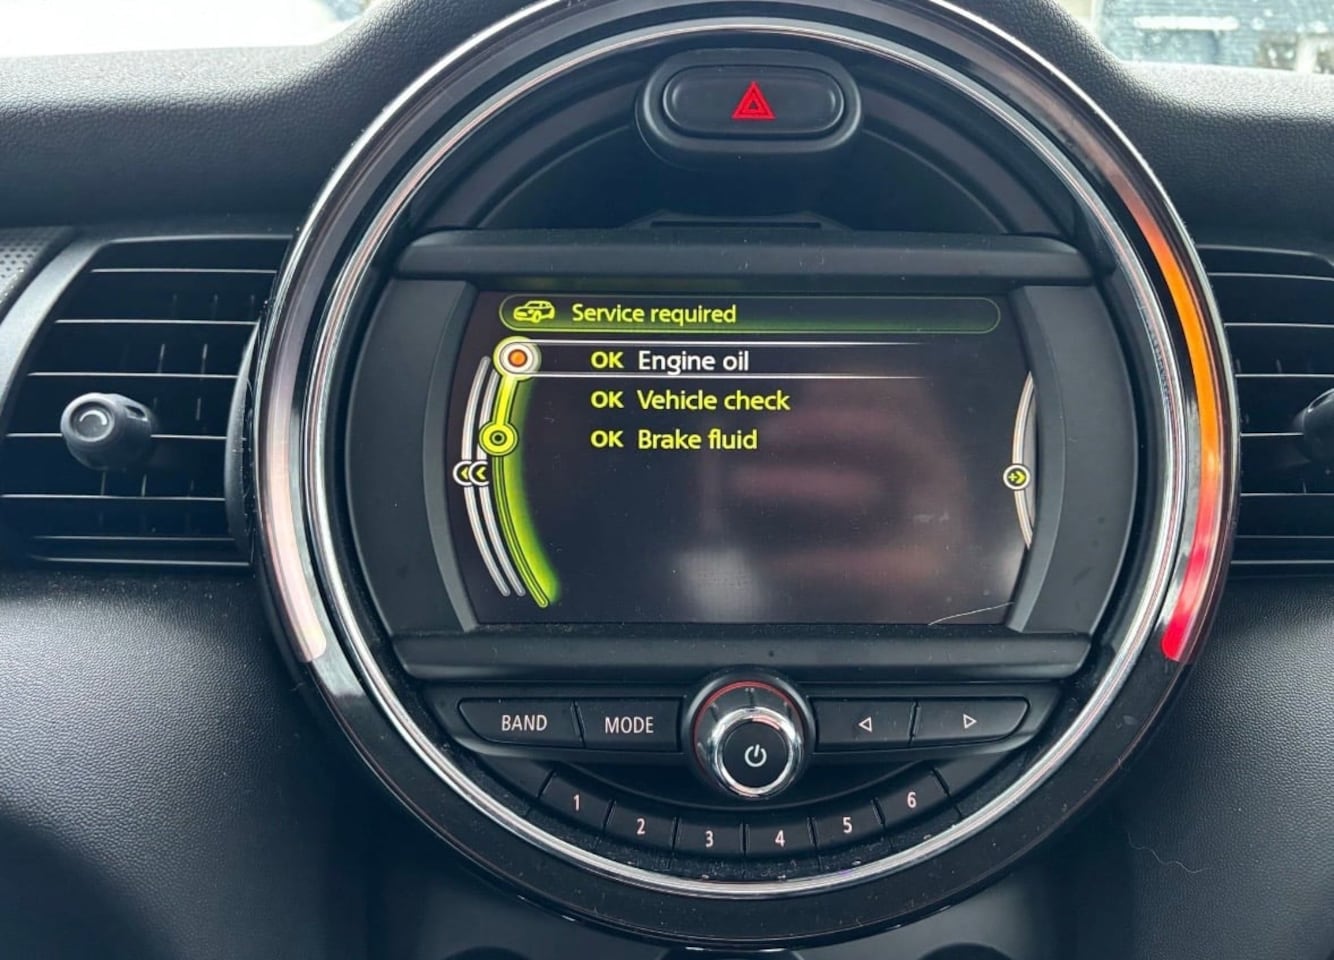 Service required
OK Engine oil
OK Vehicle check
OK Brake fluid
BAND MODE
1 2 3 4 5 6